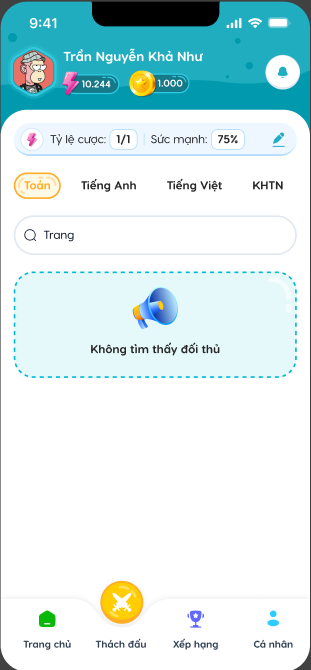 9:41
Trần Nguyễn Khả Như
10.244 1.000
Tỷ lệ cược: 1/1 Sức mạnh: 75%
Toán Tiếng Anh Tiếng Việt KHTN
Trang
Không tìm thấy đối thủ
Trang chủ Thách đấu Xếp hạng Cá nhân